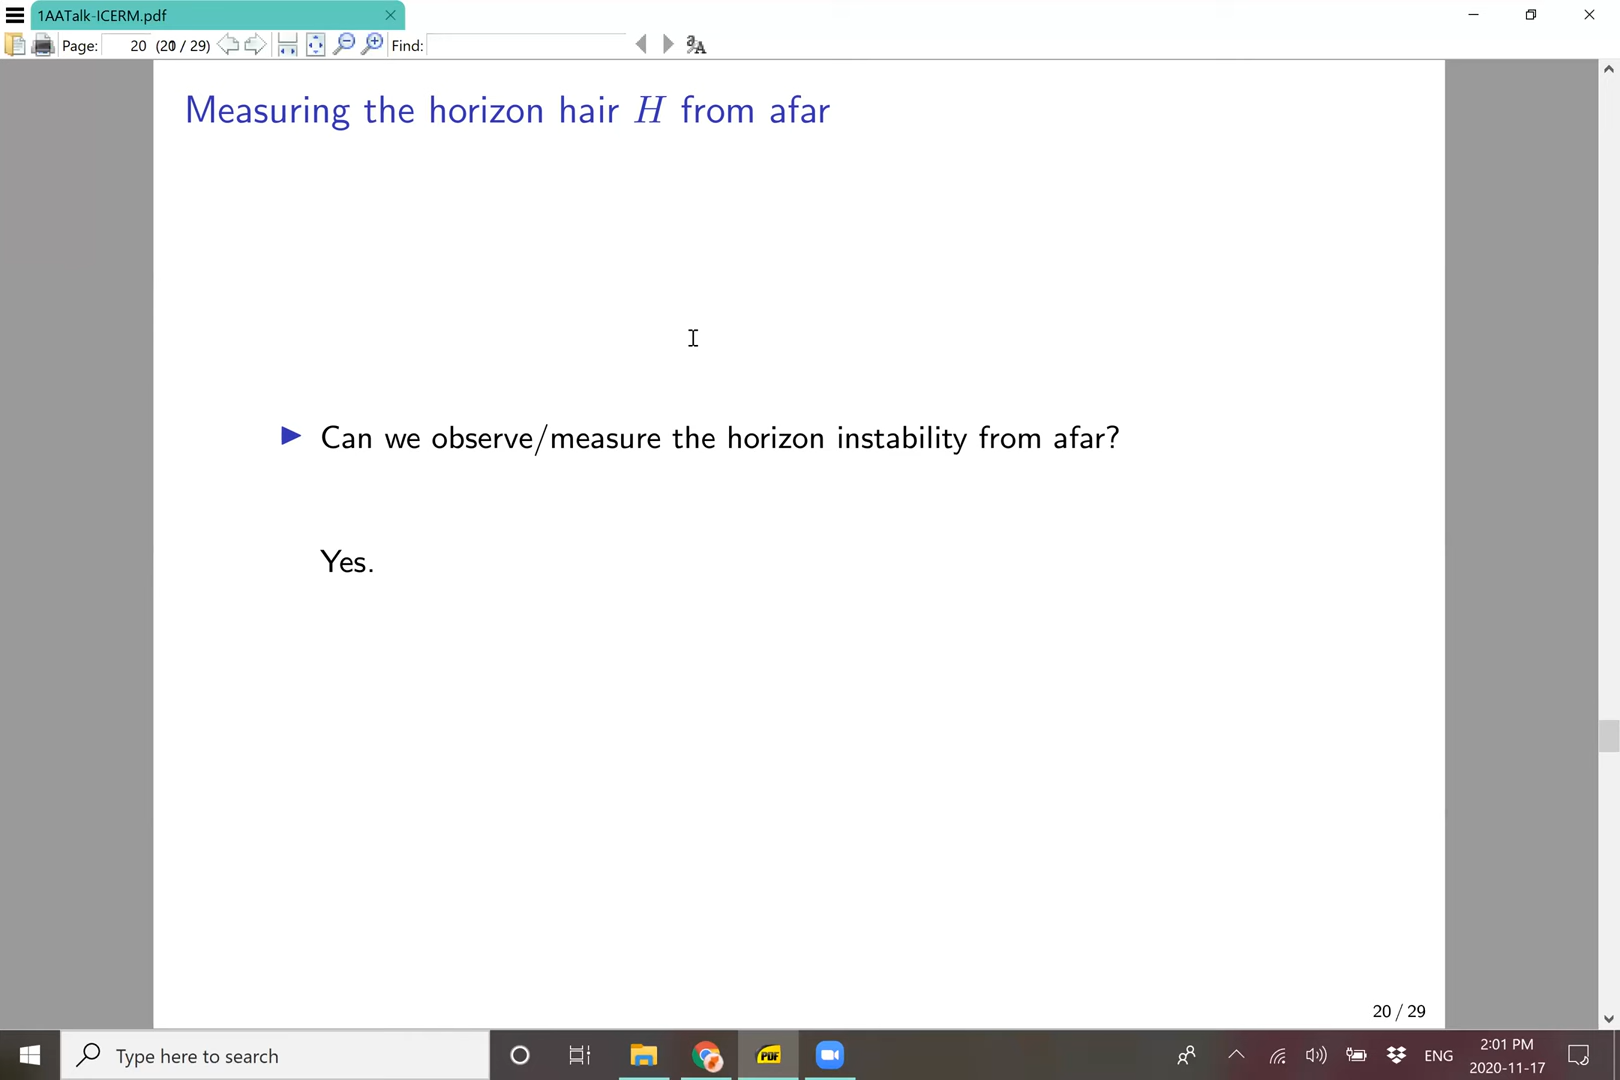 1AATalk-ICERM.pdf
Page: 20 (20 / 29) Find:
Measuring the horizon hair H from afar
▶ Can we observe/measure the horizon instability from afar?
Yes.
20 / 29
Type here to search
PDF
ENG
2:01 PM
2020-11-17